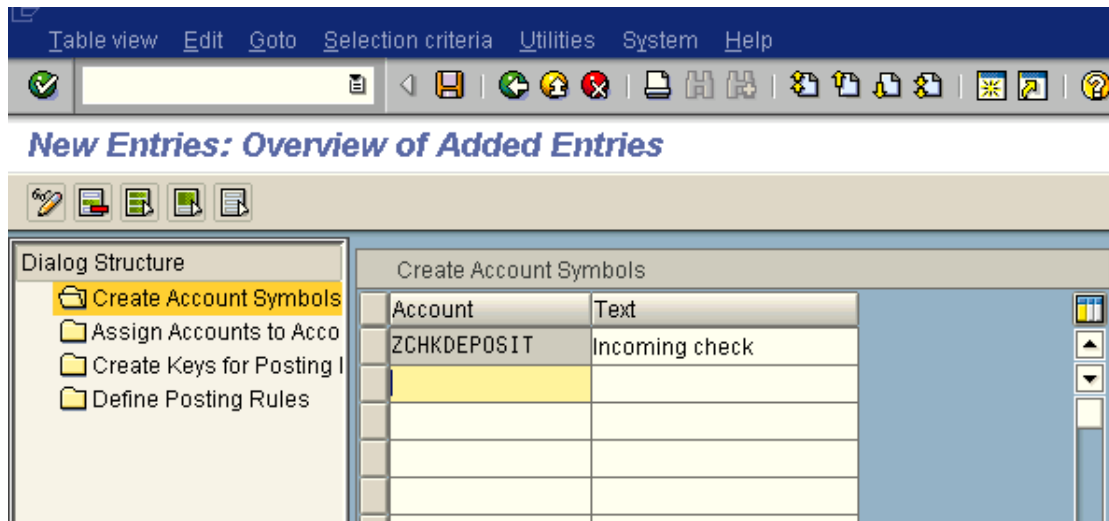 Table view Edit Goto Selection criteria Utilities System Help
New Entries: Overview of Added Entries
Dialog Structure
Create Account Symbols
Assign Accounts to Acco
Create Keys for Posting
Define Posting Rules
Create Account Symbols
Account Text
ZCHKDEPOSIT Incoming check